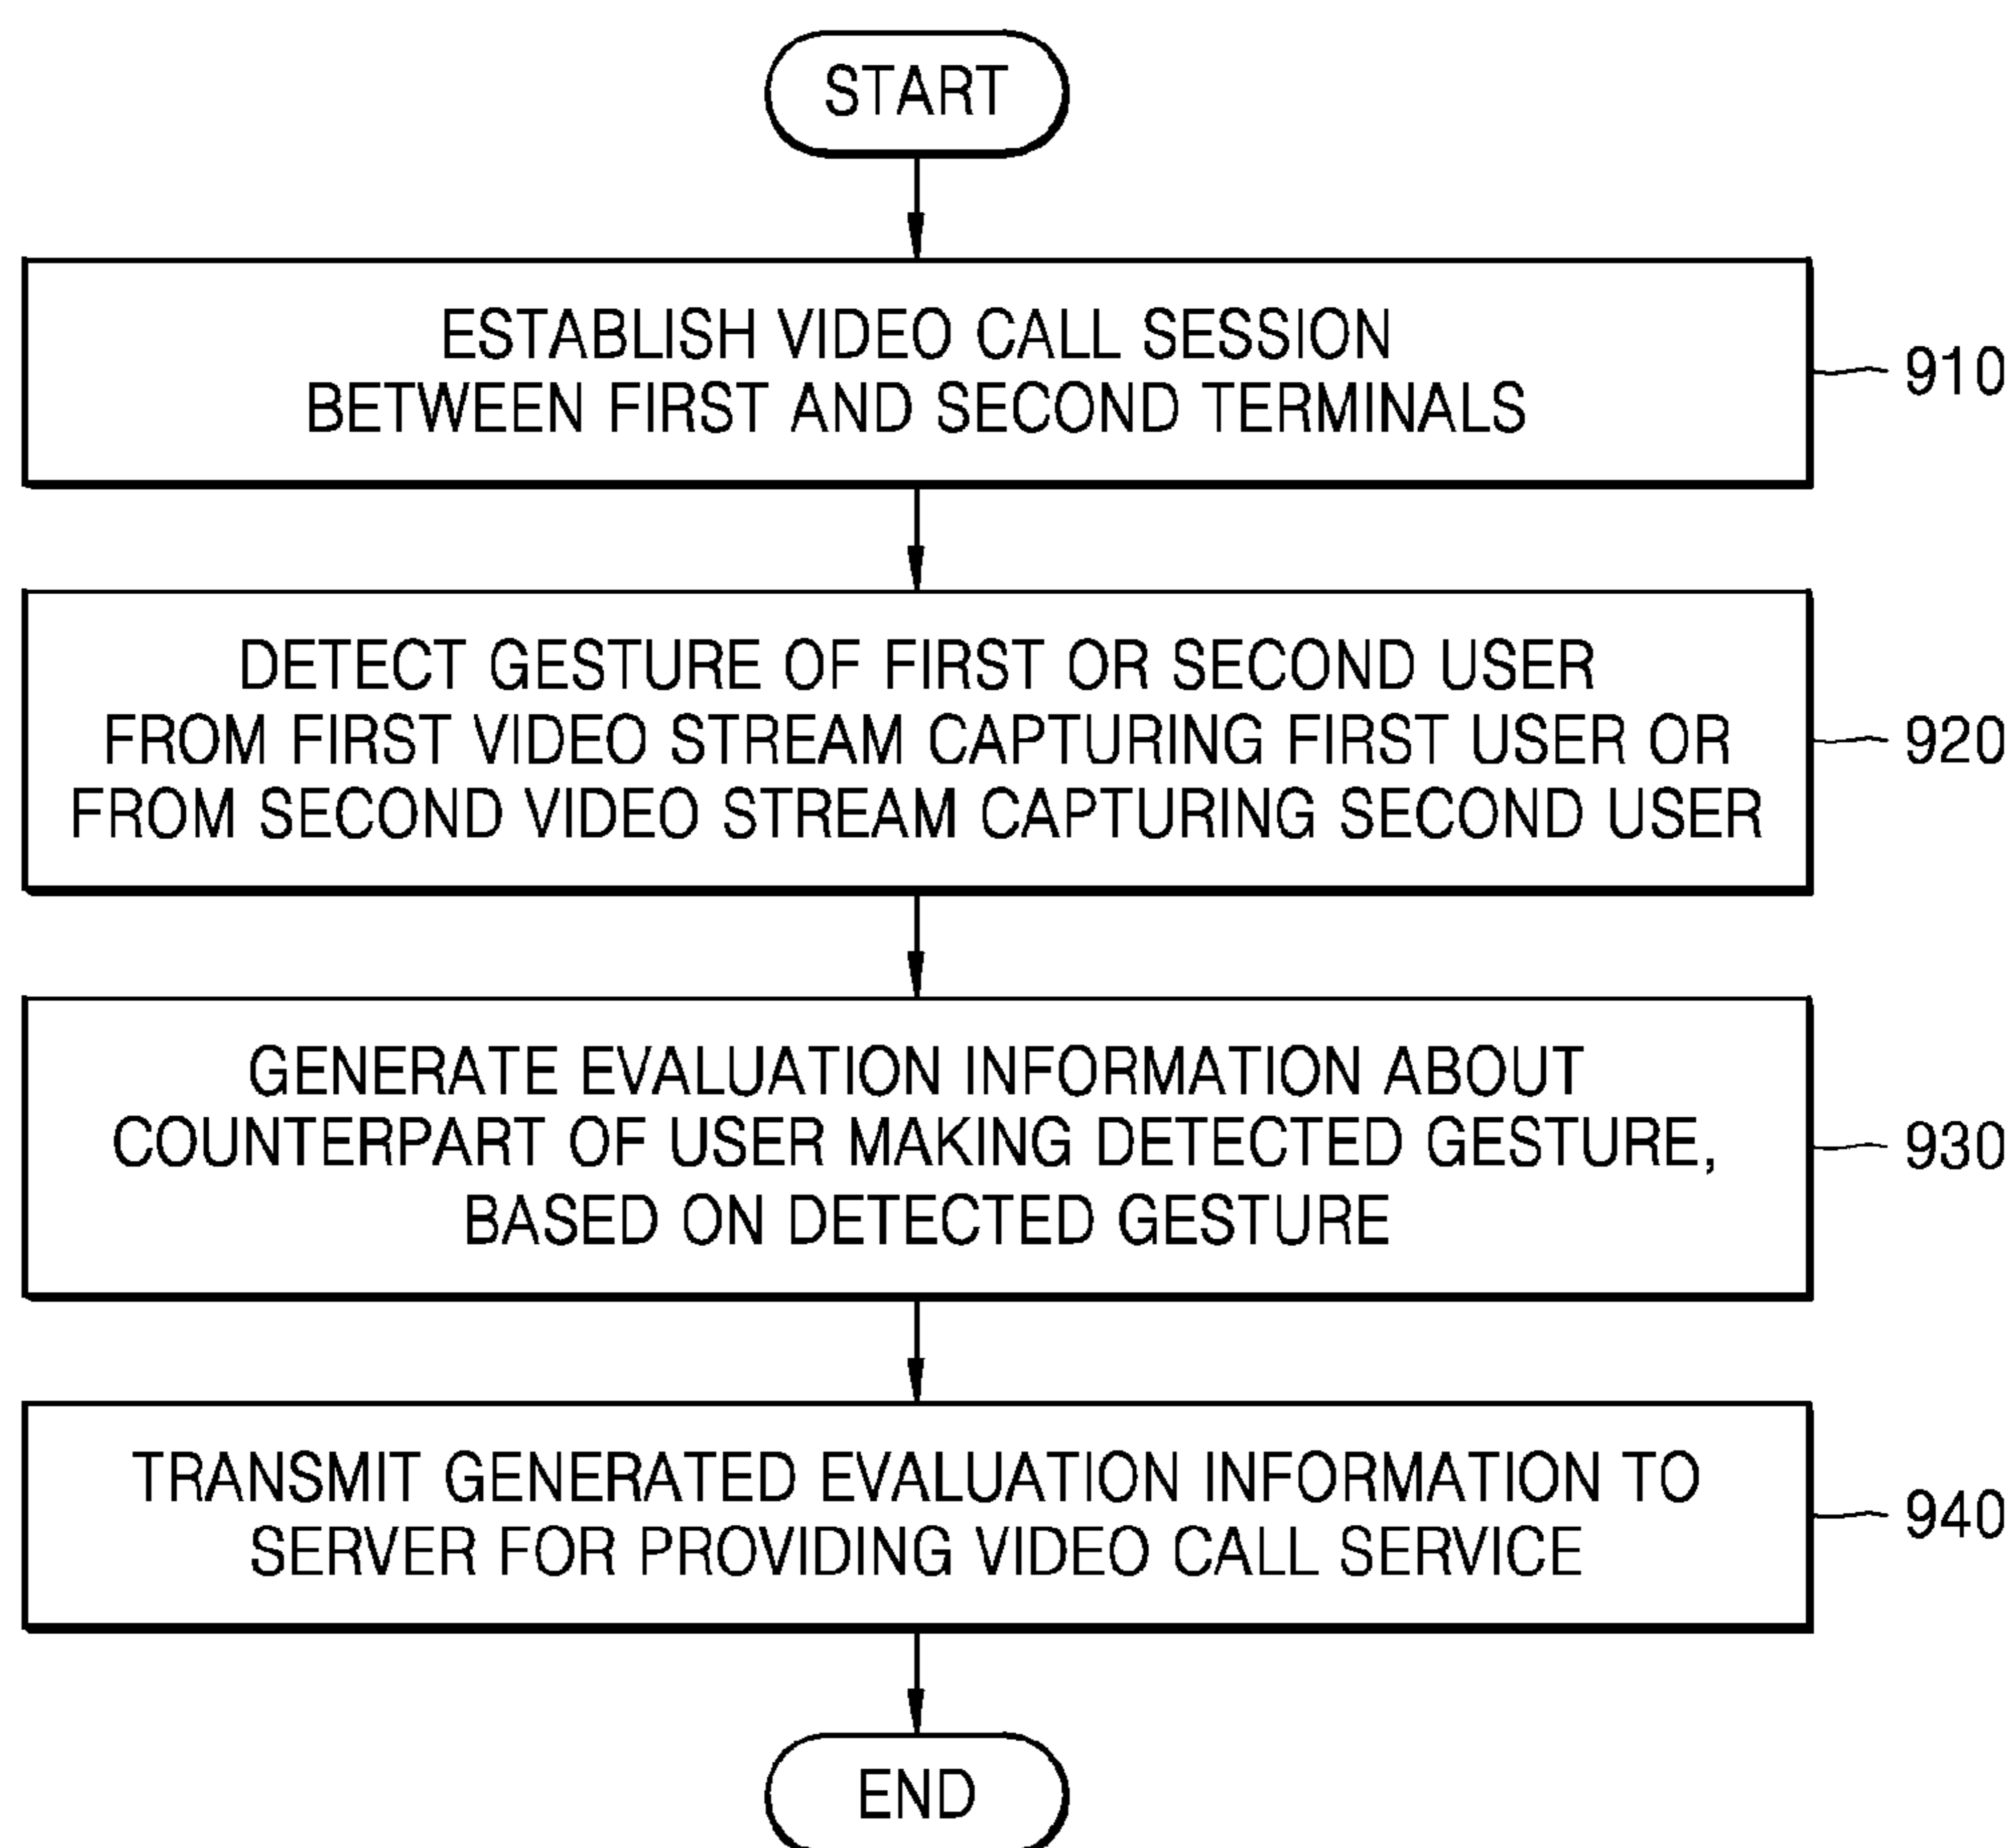 START
ESTABLISH VIDEO CALL SESSION
BETWEEN FIRST AND SECOND TERMINALS
910
DETECT GESTURE OF FIRST OR SECOND USER
FROM FIRST VIDEO STREAM CAPTURING FIRST USER OR
FROM SECOND VIDEO STREAM CAPTURING SECOND USER
920
GENERATE EVALUATION INFORMATION ABOUT
COUNTERPART OF USER MAKING DETECTED GESTURE,
BASED ON DETECTED GESTURE
930
TRANSMIT GENERATED EVALUATION INFORMATION TO
SERVER FOR PROVIDING VIDEO CALL SERVICE
940
END